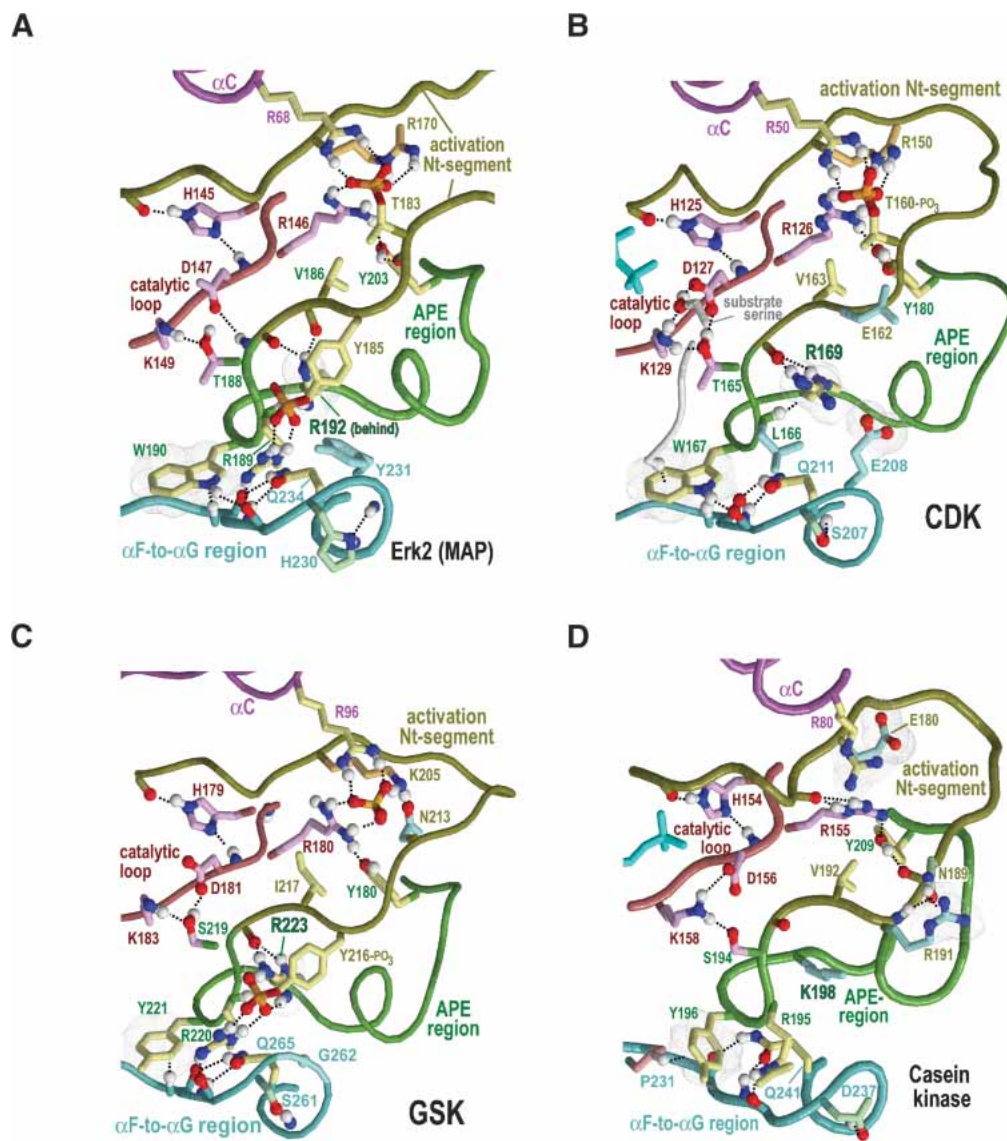 A
αC
R68
R170
activation
Nt-segment
H145
R146
T183
D147
V186
Y203
catalytic
loop
APE
region
Y185
K149
T188
R192 (behind)
W190
R189
Y231
Q234
αF-to-αG region
H230
Erk2 (MAP)
B
activation Nt-segment
αC
R50
R150
H125
R126
T160-PO3
D127
V163
catalytic
loop
substrate
serine
Y180
E162
APE
region
K129
R169
T165
W167
L166
Q211
E208
S207
αF-to-αG region
CDK
C
αC
R96
activation
Nt-segment
K205
H179
N213
R180
catalytic
loop
D181
I217
Y180
S219
R223
K183
Y216-PO3
Y221
R220
APE
region
Q265
G262
S261
αF-to-αG region
GSK
D
αC
R80
E180
activation
Nt-segment
H154
catalytic
loop
R155
Y209
D156
V192
N189
K158
S194
R191
K198
APE-
region
Y196
R195
P231
Q241
D237
Casein
kinase
αF-to-αG region